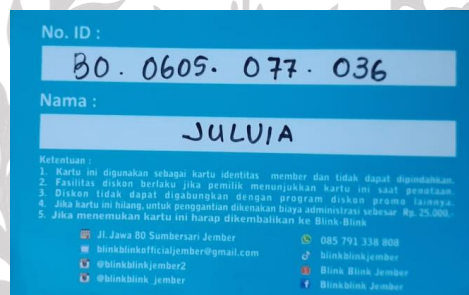 No. ID :
BO. 0605. 077. 036
Nama :
JULVIA
Ketentuan :
1. Kartu ini digunakan sebagai kartu identitas member dan tidak dapat dipindahkan.
2. Fasilitas diskon berlaku jika pemilik menunjukkan kartu ini saat penotaan.
3. Diskon tidak dapat digabungkan dengan program diskon promo lainnya.
4. Jika kartu ini hilang, untuk penggantian dikenakan biaya administrasi sebesar Rp. 25.000,-
5. Jika menemukan kartu ini harap dikembalikan ke Blink-Blink
Jl. Jawa 80 Sumbersari Jember
085 791 338 808
blinkblinkofficialjember@gmail.com
blinkblinkjember
@blinkblinkjember2
Blink Blink Jember
@blinkblink_jember
Blinkblink Jember